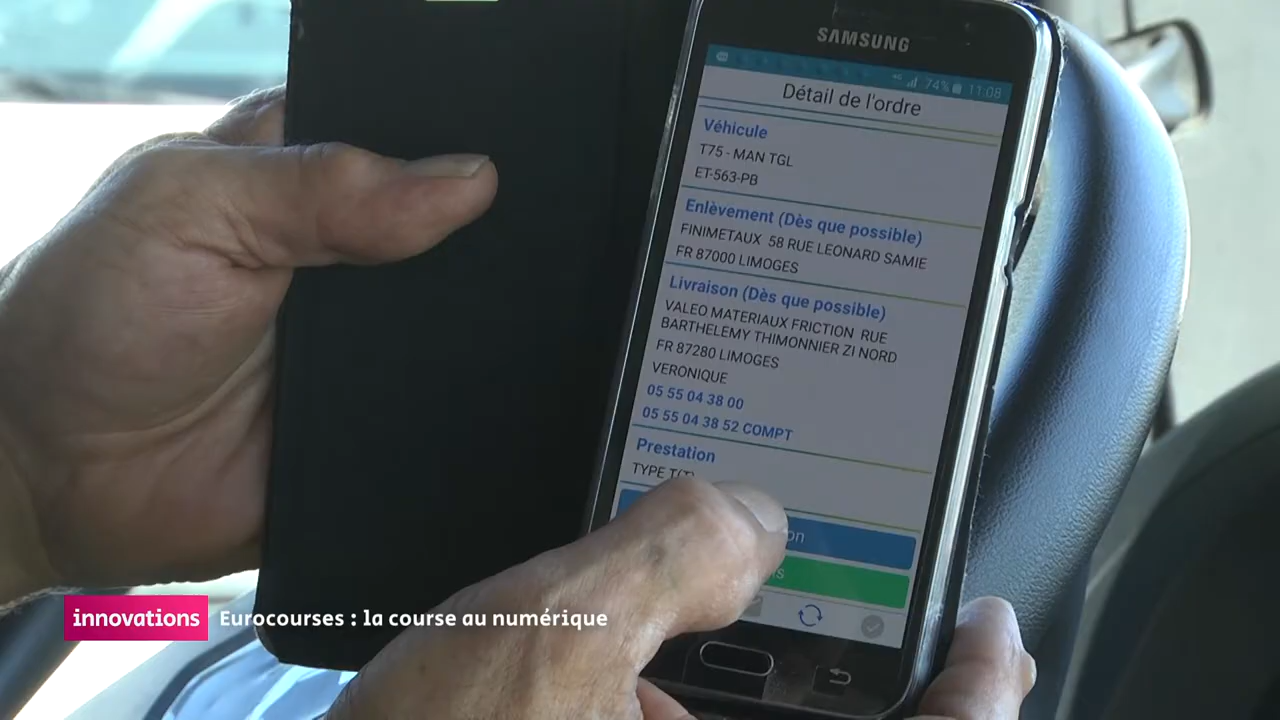 SAMSUNG
74% 11:08
Détail de l'ordre
Véhicule
T75 - MAN TGL
ET-563-PB
Enlèvement (Dès que possible)
FINIMETAUX 58 RUE LEONARD SAMIE
FR 87000 LIMOGES
Livraison (Dès que possible)
VALEO MATERIAUX FRICTION RUE
BARTHELEMY THIMONNIER ZI NORD
FR 87280 LIMOGES
VERONIQUE
05 55 04 38 00
05 55 04 38 52 COMPT
Prestation
TYPE T(T)
innovations Eurocourses : la course au numérique